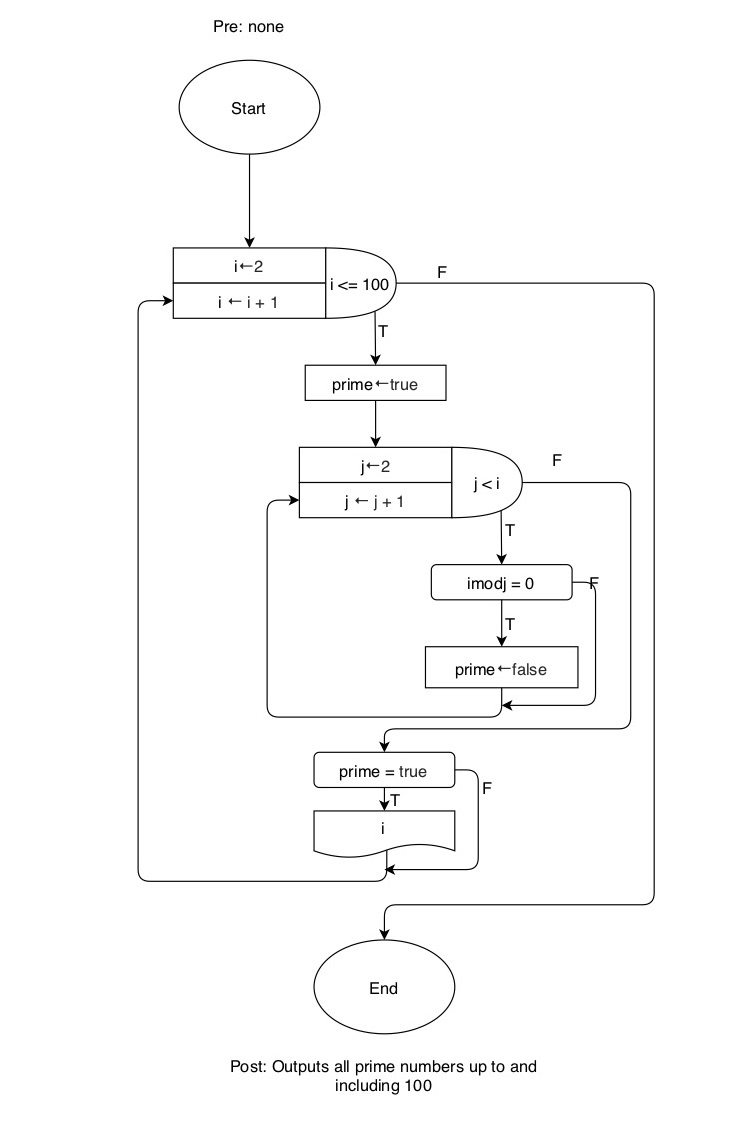 Pre: none
Start
i←2
i <= 100
F
i ← i + 1
T
prime←true
j←2
F
j < i
j ← j + 1
T
imodj = 0
F
T
prime←false
prime = true
F
T
i
End
Post: Outputs all prime numbers up to and
including 100